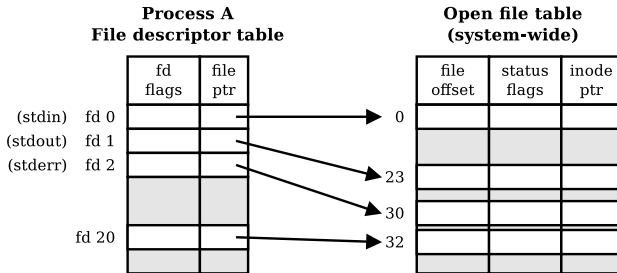 Process A
File descriptor table
Open file table
(system-wide)
fd
flags
file
ptr
file
offset
status
flags
inode
ptr
(stdin) fd 0
0
(stdout) fd 1
(stderr) fd 2
23
30
fd 20
32